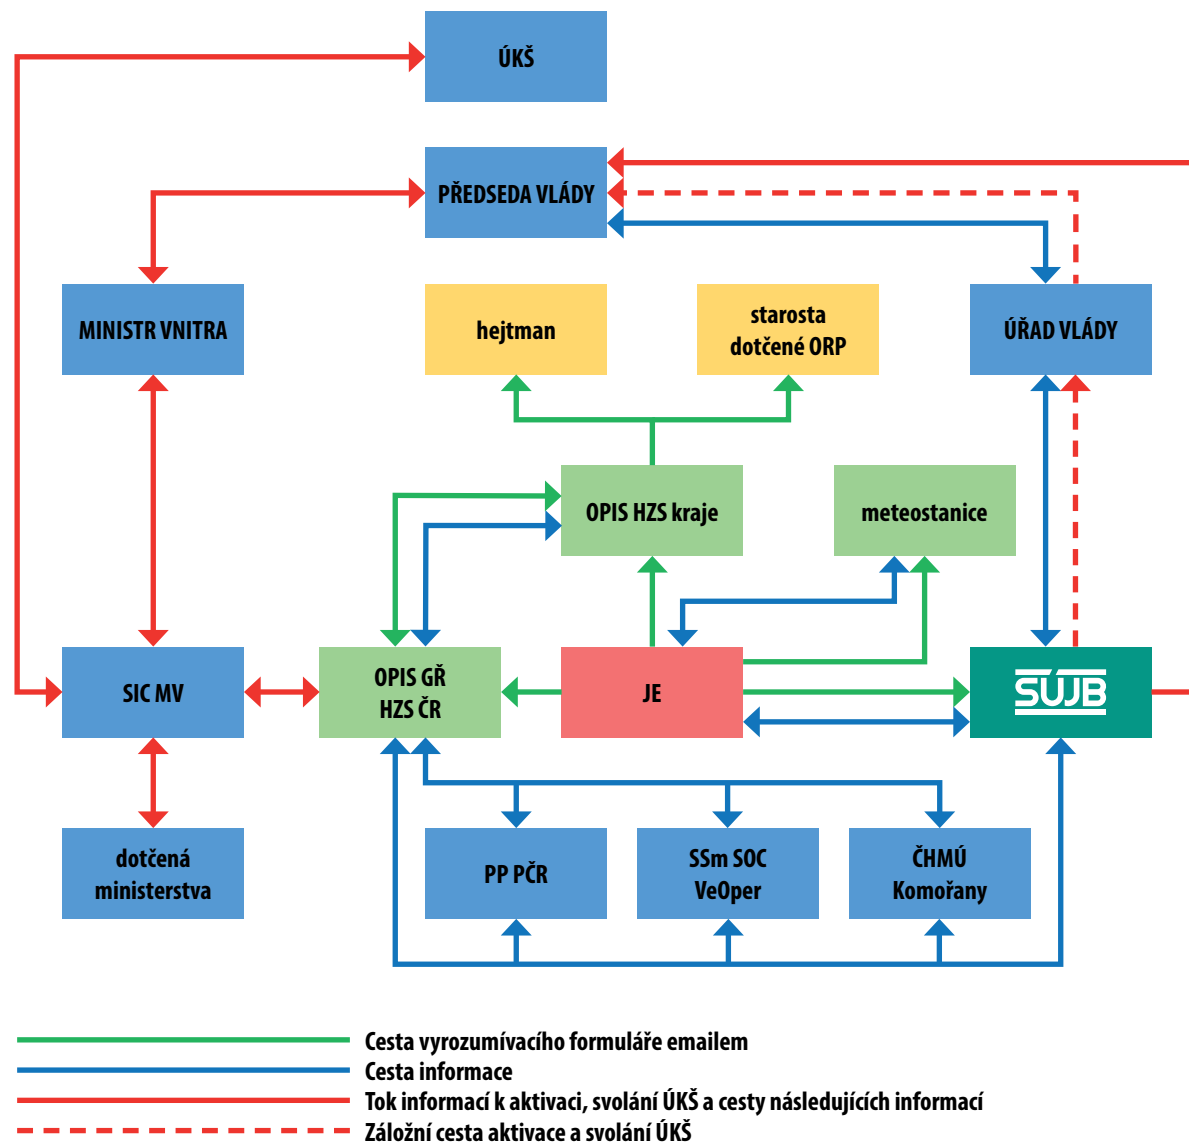 ÚKŠ
PŘEDSEDA VLÁDY
MINISTR VNITRA
hejtman
starosta
dotčené ORP
ÚŘAD VLÁDY
OPIS HZS kraje
meteostanice
SIC MV
OPIS GŘ
HZS ČR
JE
SÚJB
dotčená
ministerstva
PP PČR
SSm SOC
VeOper
ČHMÚ
Komořany
Cesta vyrozumívacího formuláře emailem
Cesta informace
Tok informací k aktivaci, svolání ÚKŠ a cesty následujících informací
Záložní cesta aktivace a svolání ÚKŠ